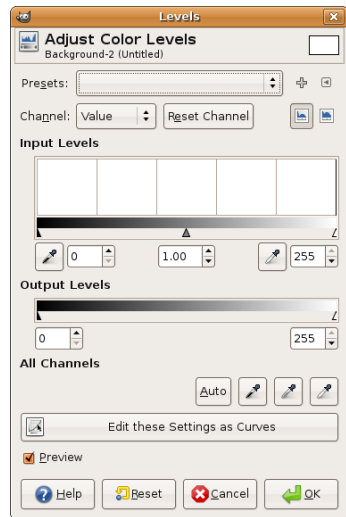 Levels
Adjust Color Levels
Background-2 (Untitled)
Presets:
Channel: Value Reset Channel
Input Levels
0 1.00 255
Output Levels
0 255
All Channels
Auto
Edit these Settings as Curves
Preview
Help Reset Cancel OK